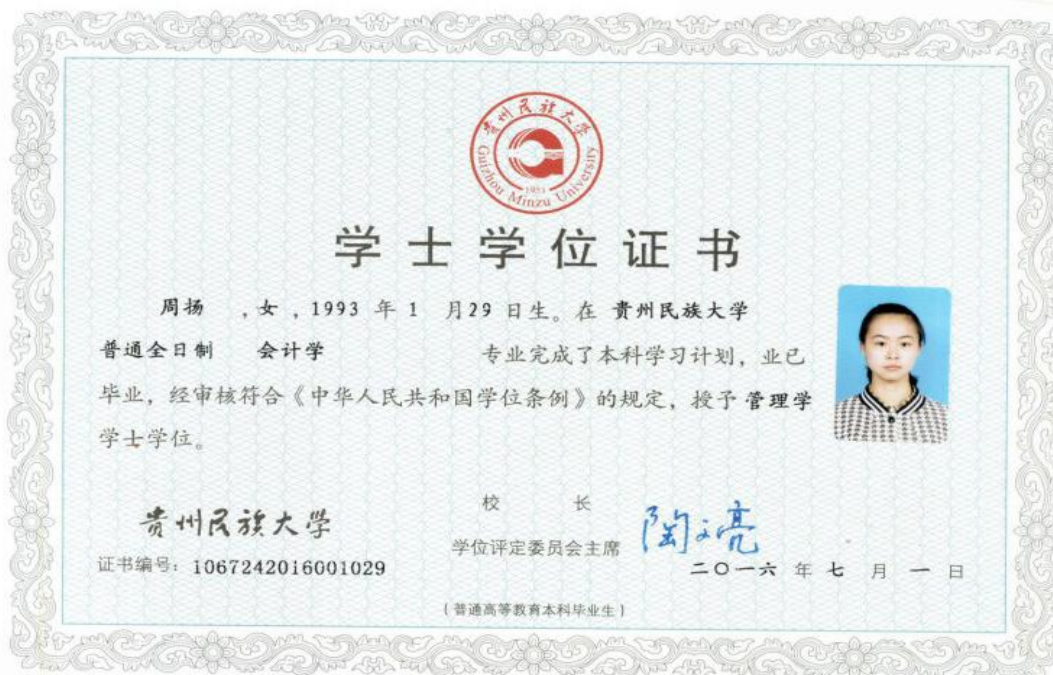 贵州民族大学
Guizhou Minzu University
1951
学士学位证书
周扬 ，女，1993 年 1 月29 日生。在 贵州民族大学
普通全日制 会计学 专业完成了本科学习计划，业已
毕业，经审核符合《中华人民共和国学位条例》的规定，授予 管理学
学士学位。
贵州民族大学
校 长
学位评定委员会主席
陶文亮
证书编号：1067242016001029
二〇一六 年 七 月 一 日
（普通高等教育本科毕业生）